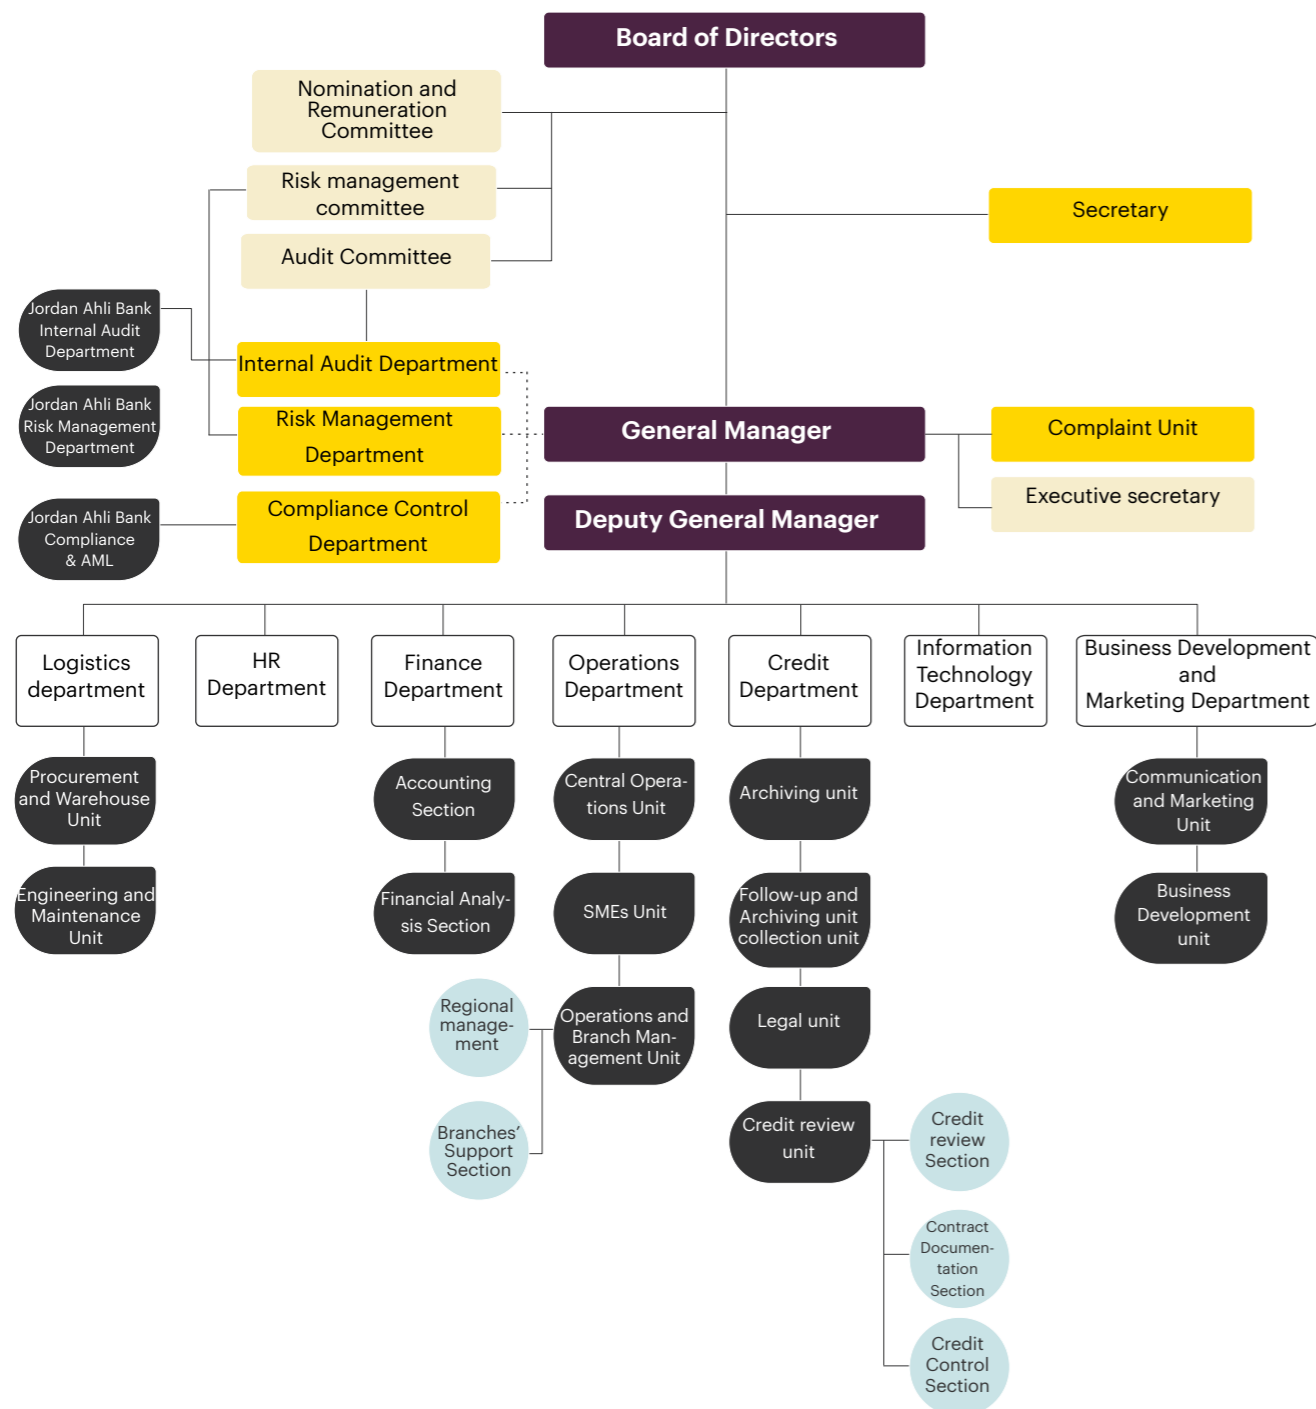 Board of Directors
Nomination and
Remuneration
Committee
Risk management
committee
Secretary
Audit Committee
Jordan Ahli Bank
Internal Audit
Department
Internal Audit Department
Jordan Ahli Bank
Risk Management
Department
Risk Management
Department
General Manager
Complaint Unit
Executive secretary
Jordan Ahli Bank
Compliance
& AML
Compliance Control
Department
Deputy General Manager
Logistics
department
HR
Department
Finance
Department
Operations
Department
Credit
Department
Information
Technology
Department
Business Development
and
Marketing Department
Procurement
and Warehouse
Unit
Accounting
Section
Central Opera-
tions Unit
Archiving unit
Communication
and Marketing
Unit
Engineering and
Maintenance
Unit
Financial Analy-
sis Section
SMEs Unit
Follow-up and
Archiving unit
collection unit
Business
Development
unit
Regional
manage-
ment
Operations and
Branch Man-
agement Unit
Legal unit
Branches’
Support
Section
Credit review
unit
Credit
review
Section
Contract
Documen-
tation
Section
Credit
Control
Section